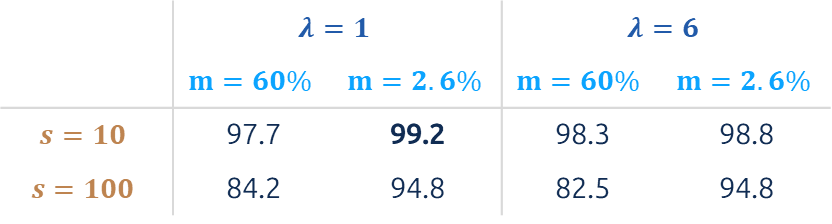 λ = 1 λ = 6
m = 60% m = 2.6% m = 60% m = 2.6%
s = 10 97.7 99.2 98.3 98.8
s = 100 84.2 94.8 82.5 94.8